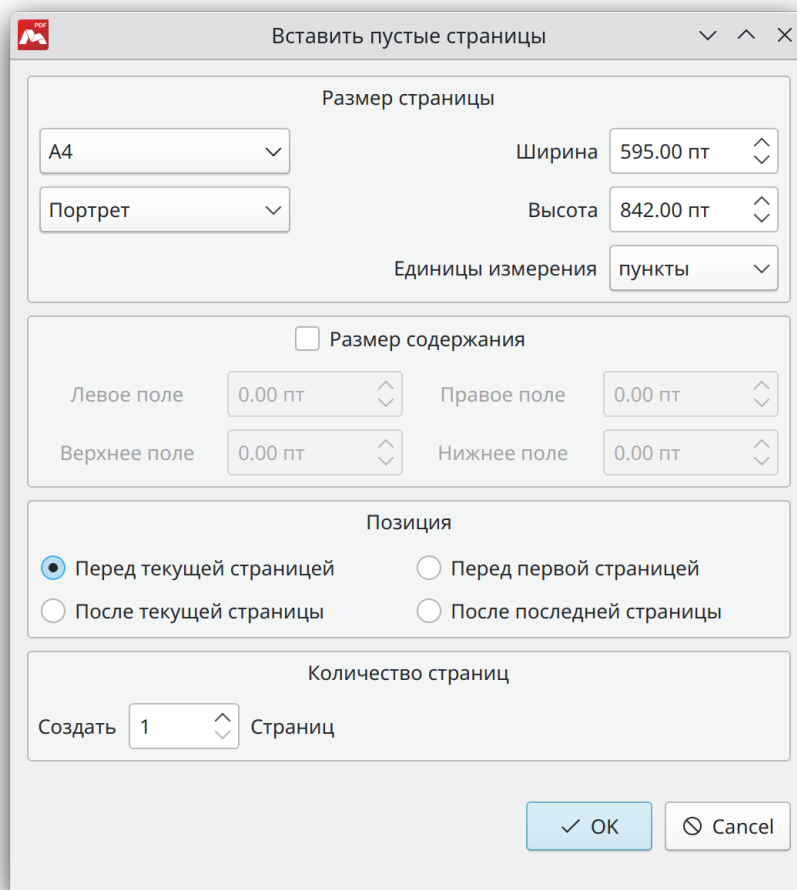 PDF
Вставить пустые страницы
Размер страницы
A4
Ширина 595.00 пт
Портрет
Высота 842.00 пт
Единицы измерения пункты
Размер содержания
Левое поле 0.00 пт Правое поле 0.00 пт
Верхнее поле 0.00 пт Нижнее поле 0.00 пт
Позиция
Перед текущей страницей Перед первой страницей
После текущей страницы После последней страницы
Количество страниц
Создать 1 Страниц
OK Cancel